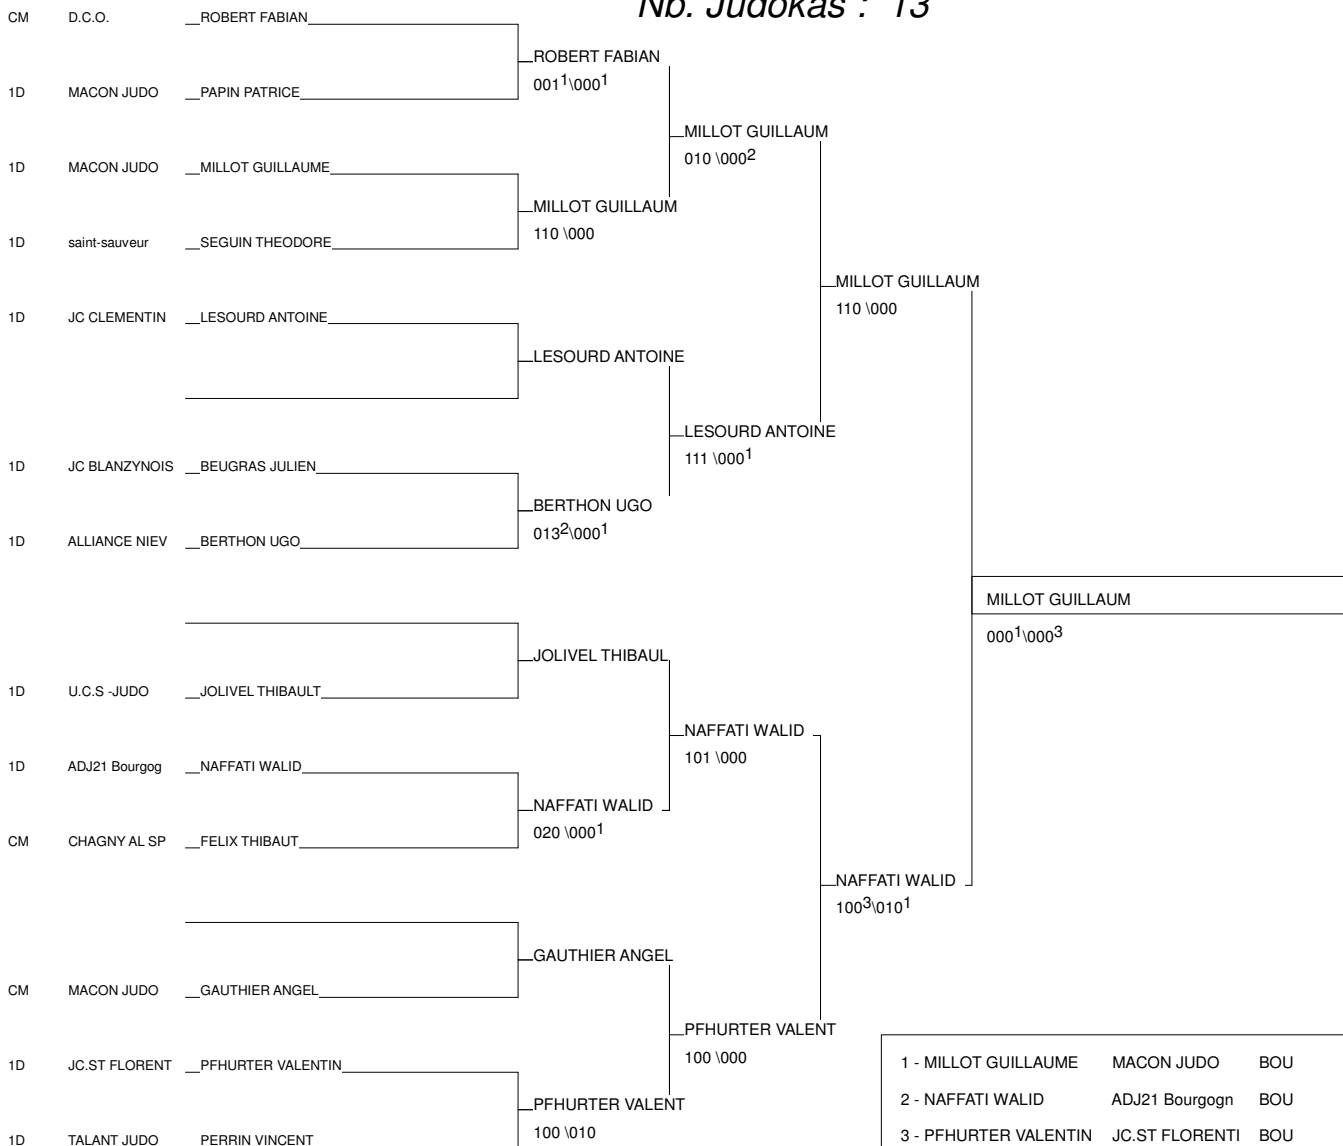 Nb. Judokas : 13
CM D.C.O. ROBERT FABIAN
ROBERT FABIAN
001¹\000¹
1D MACON JUDO PAPIN PATRICE
MILLOT GUILLAUM
010 \000²
1D MACON JUDO MILLOT GUILLAUME
MILLOT GUILLAUM
110 \000
1D saint-sauveur SEGUIN THEODORE
MILLOT GUILLAUM
110 \000
1D JC CLEMENTIN LESOURD ANTOINE
LESOURD ANTOINE
LESOURD ANTOINE
111 \000¹
1D JC BLANZYNOIS BEUGRAS JULIEN
BERTHON UGO
013²\000¹
1D ALLIANCE NIEV BERTHON UGO
MILLOT GUILLAUM
000¹\000³
JOLIVEL THIBAUL
1D U.C.S -JUDO JOLIVEL THIBAULT
NAFFATI WALID
101 \000
1D ADJ21 Bourgog NAFFATI WALID
NAFFATI WALID
020 \000¹
CM CHAGNY AL SP FELIX THIBAUT
NAFFATI WALID
100³\010¹
GAUTHIER ANGEL
CM MACON JUDO GAUTHIER ANGEL
PFHURTER VALENT
100 \000
1D JC.ST FLORENT PFHURTER VALENTIN
PFHURTER VALENT
100 \010
1D TALANT JUDO PERRIN VINCENT
1 - MILLOT GUILLAUME MACON JUDO BOU
2 - NAFFATI WALID ADJ21 Bourgogn BOU
3 - PFHURTER VALENTIN JC.ST FLORENTI BOU